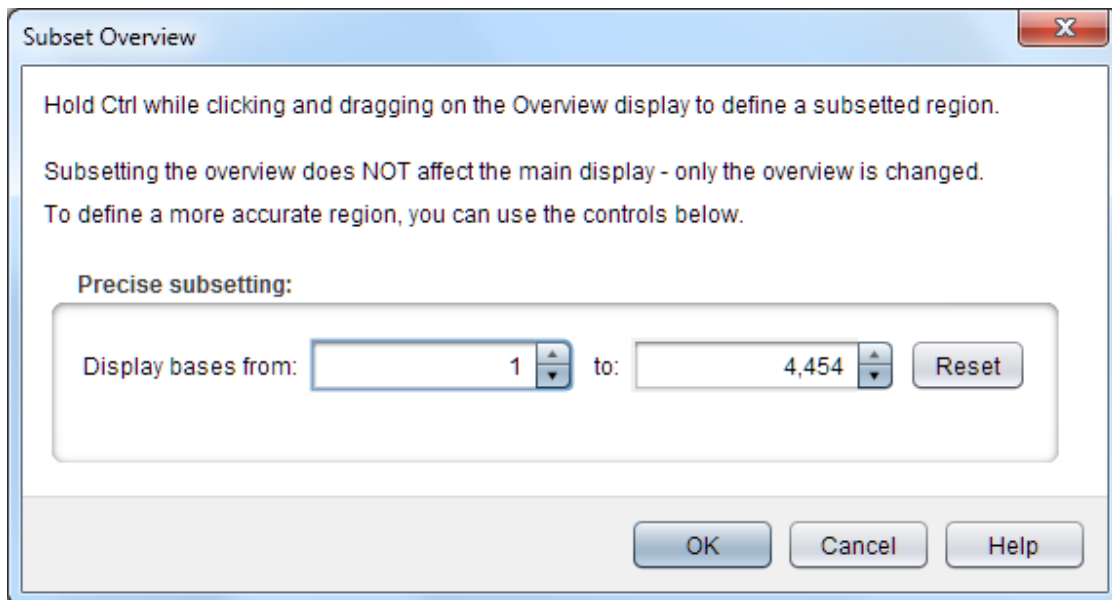 Subset Overview
Hold Ctrl while clicking and dragging on the Overview display to define a subsetted region.
Subsetting the overview does NOT affect the main display - only the overview is changed.
To define a more accurate region, you can use the controls below.
Precise subsetting:
Display bases from: 1 to: 4,454 Reset
OK Cancel Help